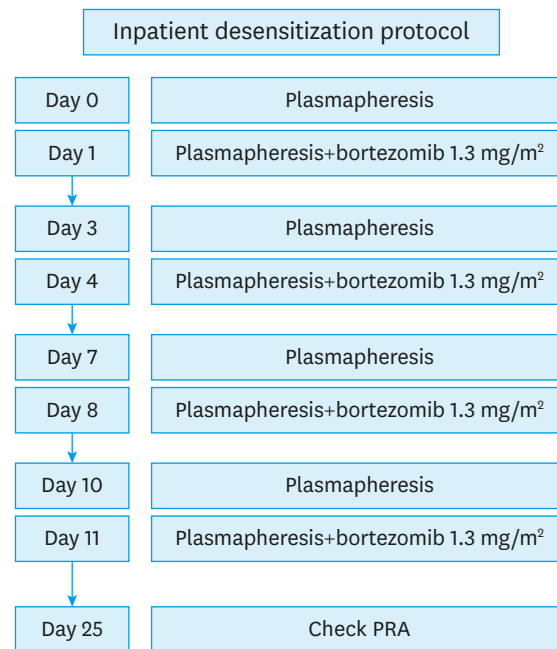 Inpatient desensitization protocol
Day 0 Plasmapheresis
Day 1 Plasmapheresis+bortezomib 1.3 mg/m²
Day 3 Plasmapheresis
Day 4 Plasmapheresis+bortezomib 1.3 mg/m²
Day 7 Plasmapheresis
Day 8 Plasmapheresis+bortezomib 1.3 mg/m²
Day 10 Plasmapheresis
Day 11 Plasmapheresis+bortezomib 1.3 mg/m²
Day 25 Check PRA